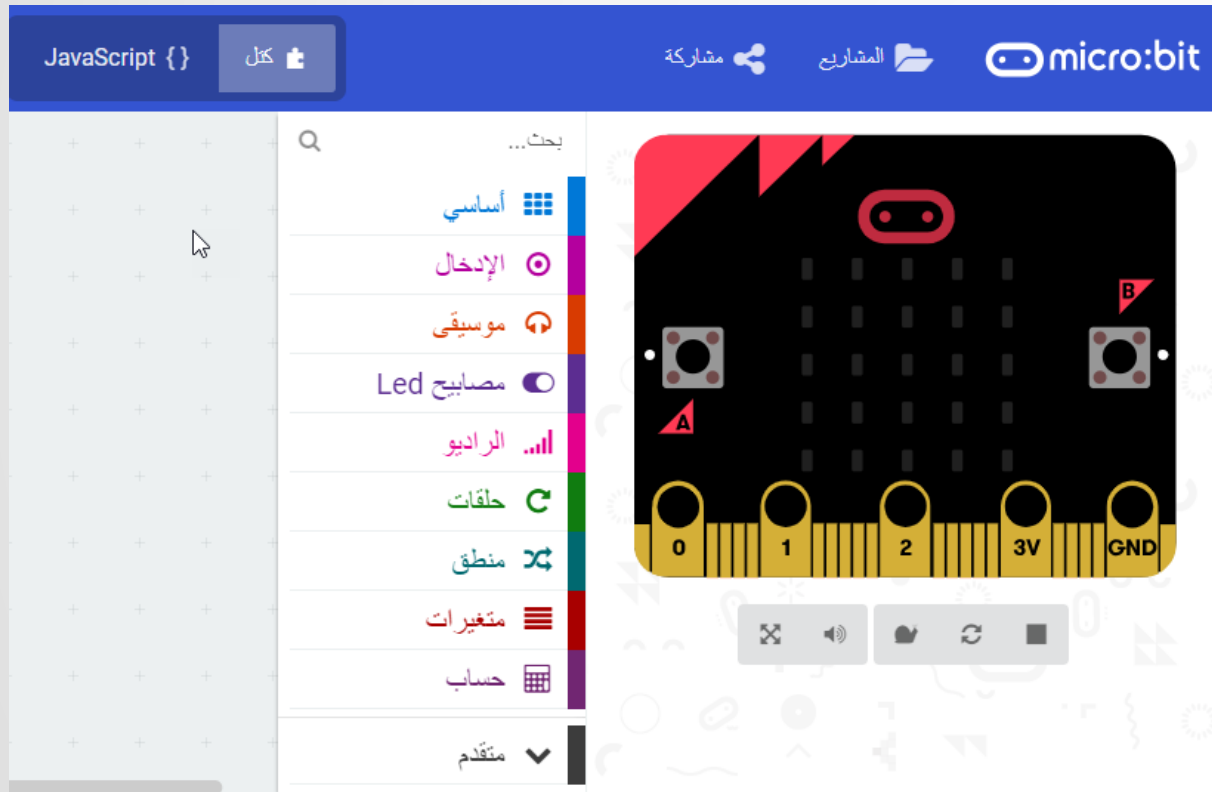 micro:bit
المشاريع
مشاركة
كتل
JavaScript {}
بحث...
أساسي
الإدخال
موسيقى
مصابيح Led
الراديو
حلقات
منطق
متغيرات
حساب
متقدم
B
A
0 1 2 3V GND